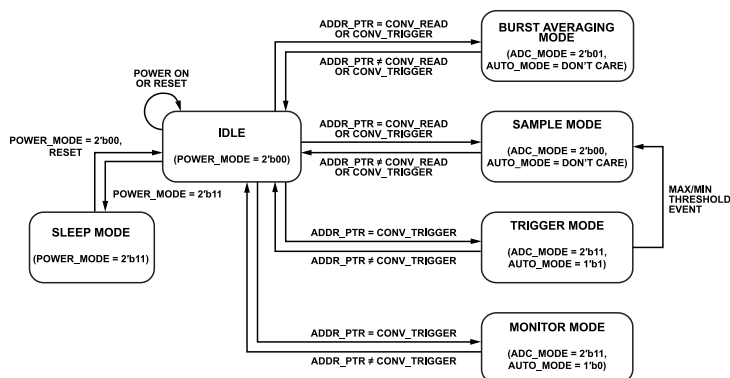 ADDR_PTR = CONV_READ
OR CONV_TRIGGER
ADDR_PTR ≠ CONV_READ
OR CONV_TRIGGER
BURST AVERAGING
MODE
(ADC_MODE = 2'b01,
AUTO_MODE = DON'T CARE)
POWER ON
OR RESET
IDLE
(POWER_MODE = 2'b00)
ADDR_PTR = CONV_READ
OR CONV_TRIGGER
ADDR_PTR ≠ CONV_READ
OR CONV_TRIGGER
SAMPLE MODE
(ADC_MODE = 2'b00,
AUTO_MODE = DON'T CARE)
POWER_MODE = 2'b00,
RESET
POWER_MODE = 2'b11
MAX/MIN
THRESHOLD
EVENT
SLEEP MODE
(POWER_MODE = 2'b11)
ADDR_PTR = CONV_TRIGGER
ADDR_PTR ≠ CONV_TRIGGER
TRIGGER MODE
(ADC_MODE = 2'b11,
AUTO_MODE = 1'b1)
ADDR_PTR = CONV_TRIGGER
ADDR_PTR ≠ CONV_TRIGGER
MONITOR MODE
(ADC_MODE = 2'b11,
AUTO_MODE = 1'b0)